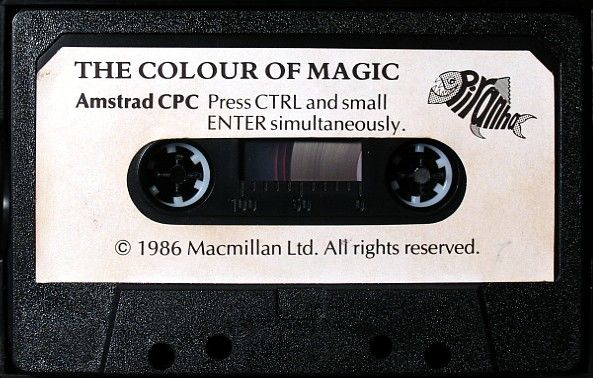 THE COLOUR OF MAGIC
Piranha
Amstrad CPC Press CTRL and small
ENTER simultaneously.
100 50 0
© 1986 Macmillan Ltd. All rights reserved.